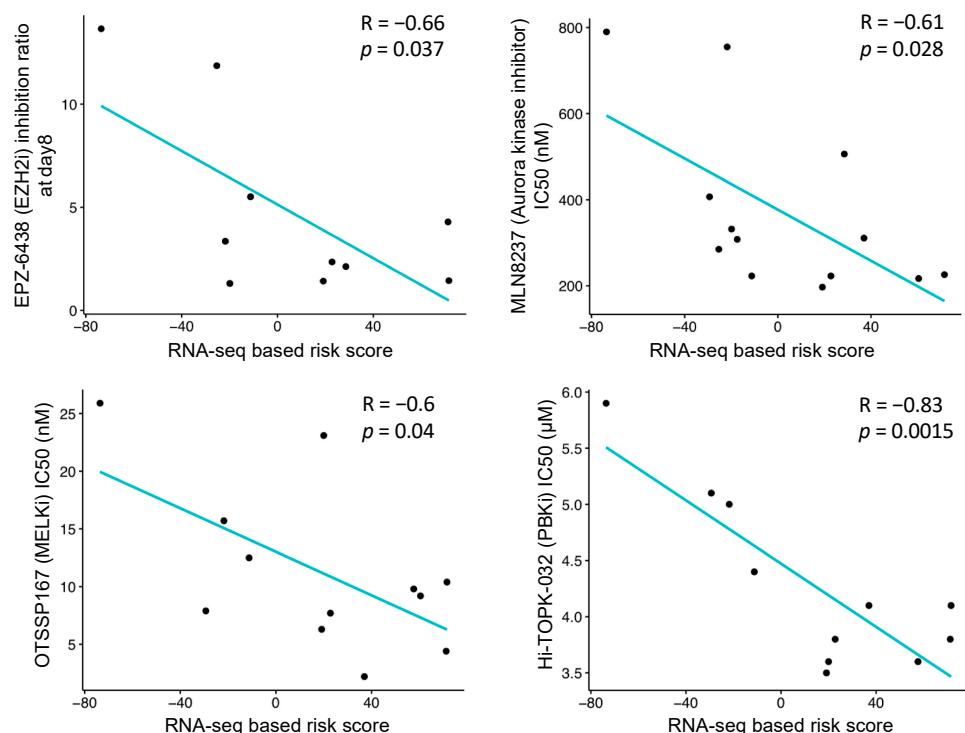 EPZ-6438 (EZH2i) inhibition ratio
at day8
R = −0.66
p = 0.037
10
5
0
−80 −40 0 40
RNA-seq based risk score
MLN8237 (Aurora kinase inhibitor)
IC50 (nM)
R = −0.61
p = 0.028
800
600
400
200
−80 −40 0 40
RNA-seq based risk score
OTSSP167 (MELKi) IC50 (nM)
R = −0.6
p = 0.04
25
20
15
10
5
−80 −40 0 40
RNA-seq based risk score
Hi-TOPK-032 (PBKi) IC50 (µM)
R = −0.83
p = 0.0015
6.0
5.5
5.0
4.5
4.0
3.5
−80 −40 0 40
RNA-seq based risk score